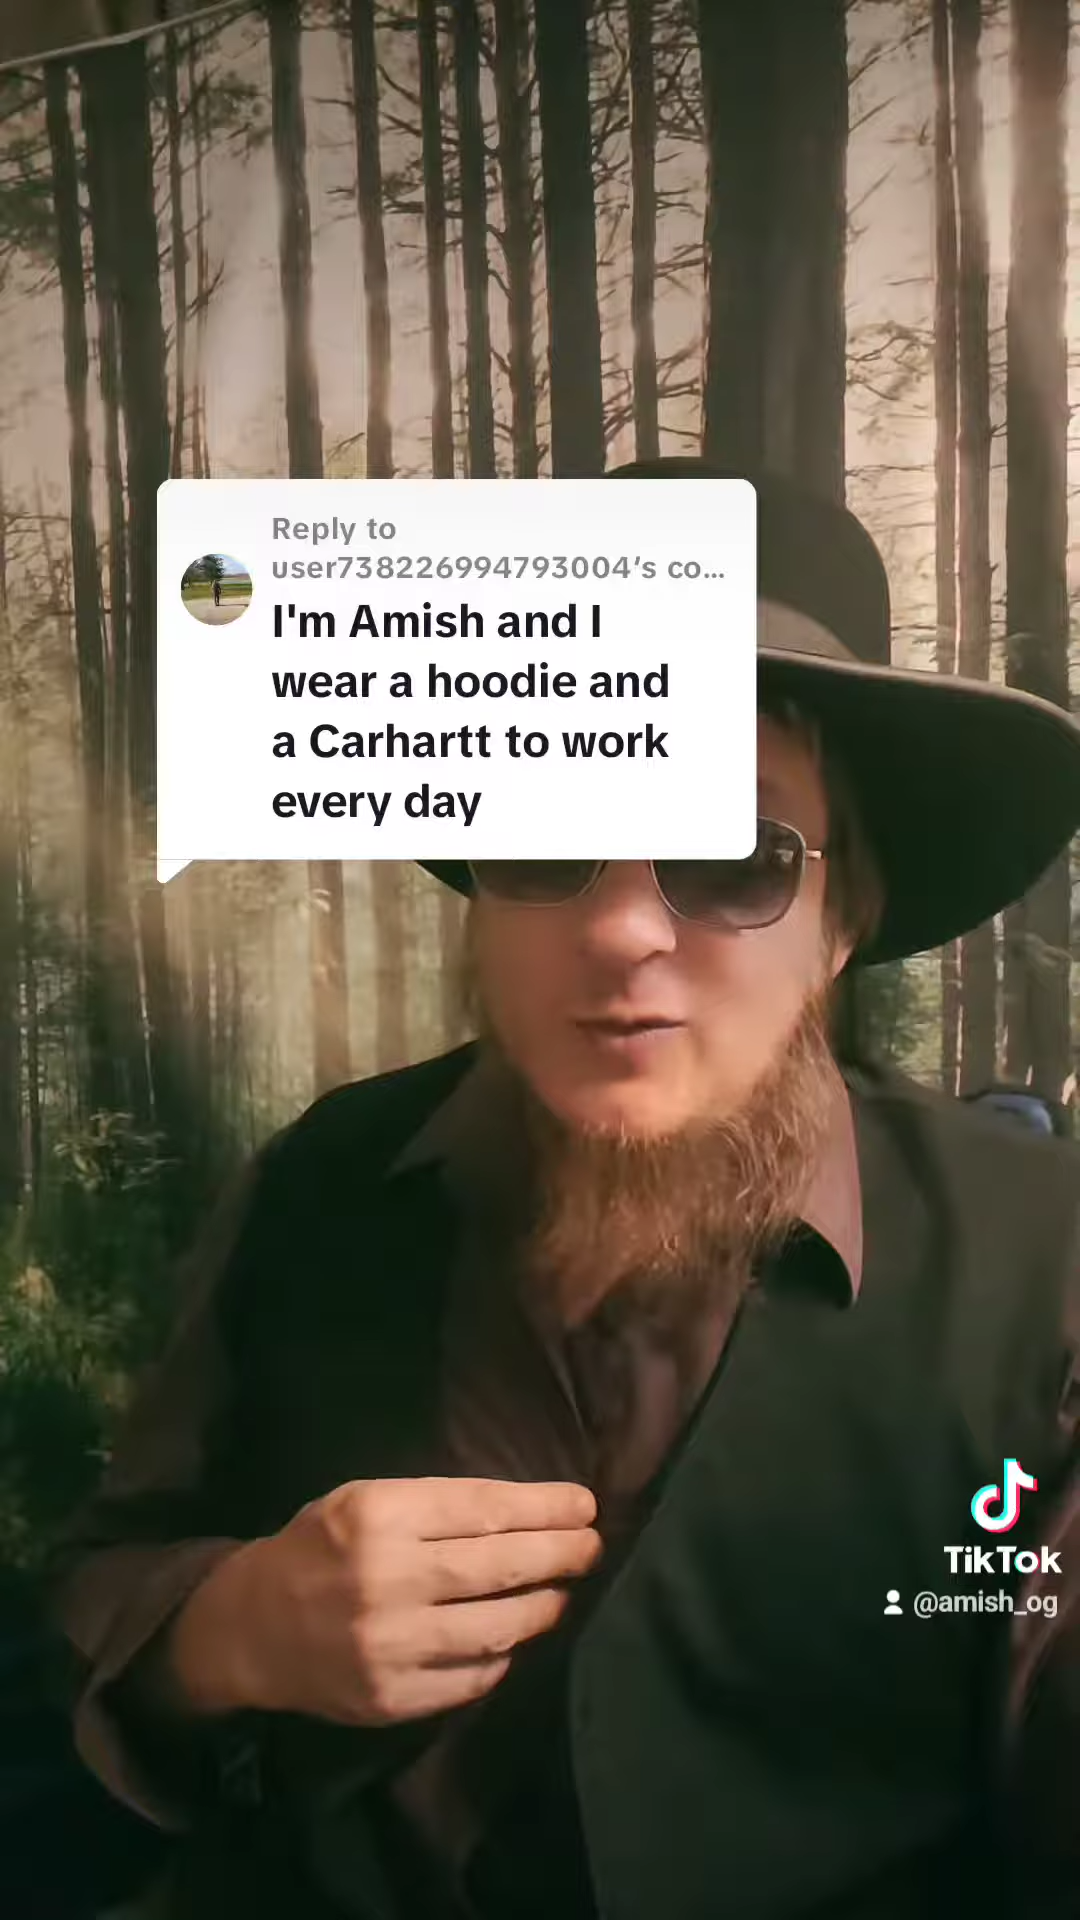 Reply to
user738226994793004's co...
I'm Amish and I
wear a hoodie and
a Carhartt to work
every day
TikTok
@amish_og